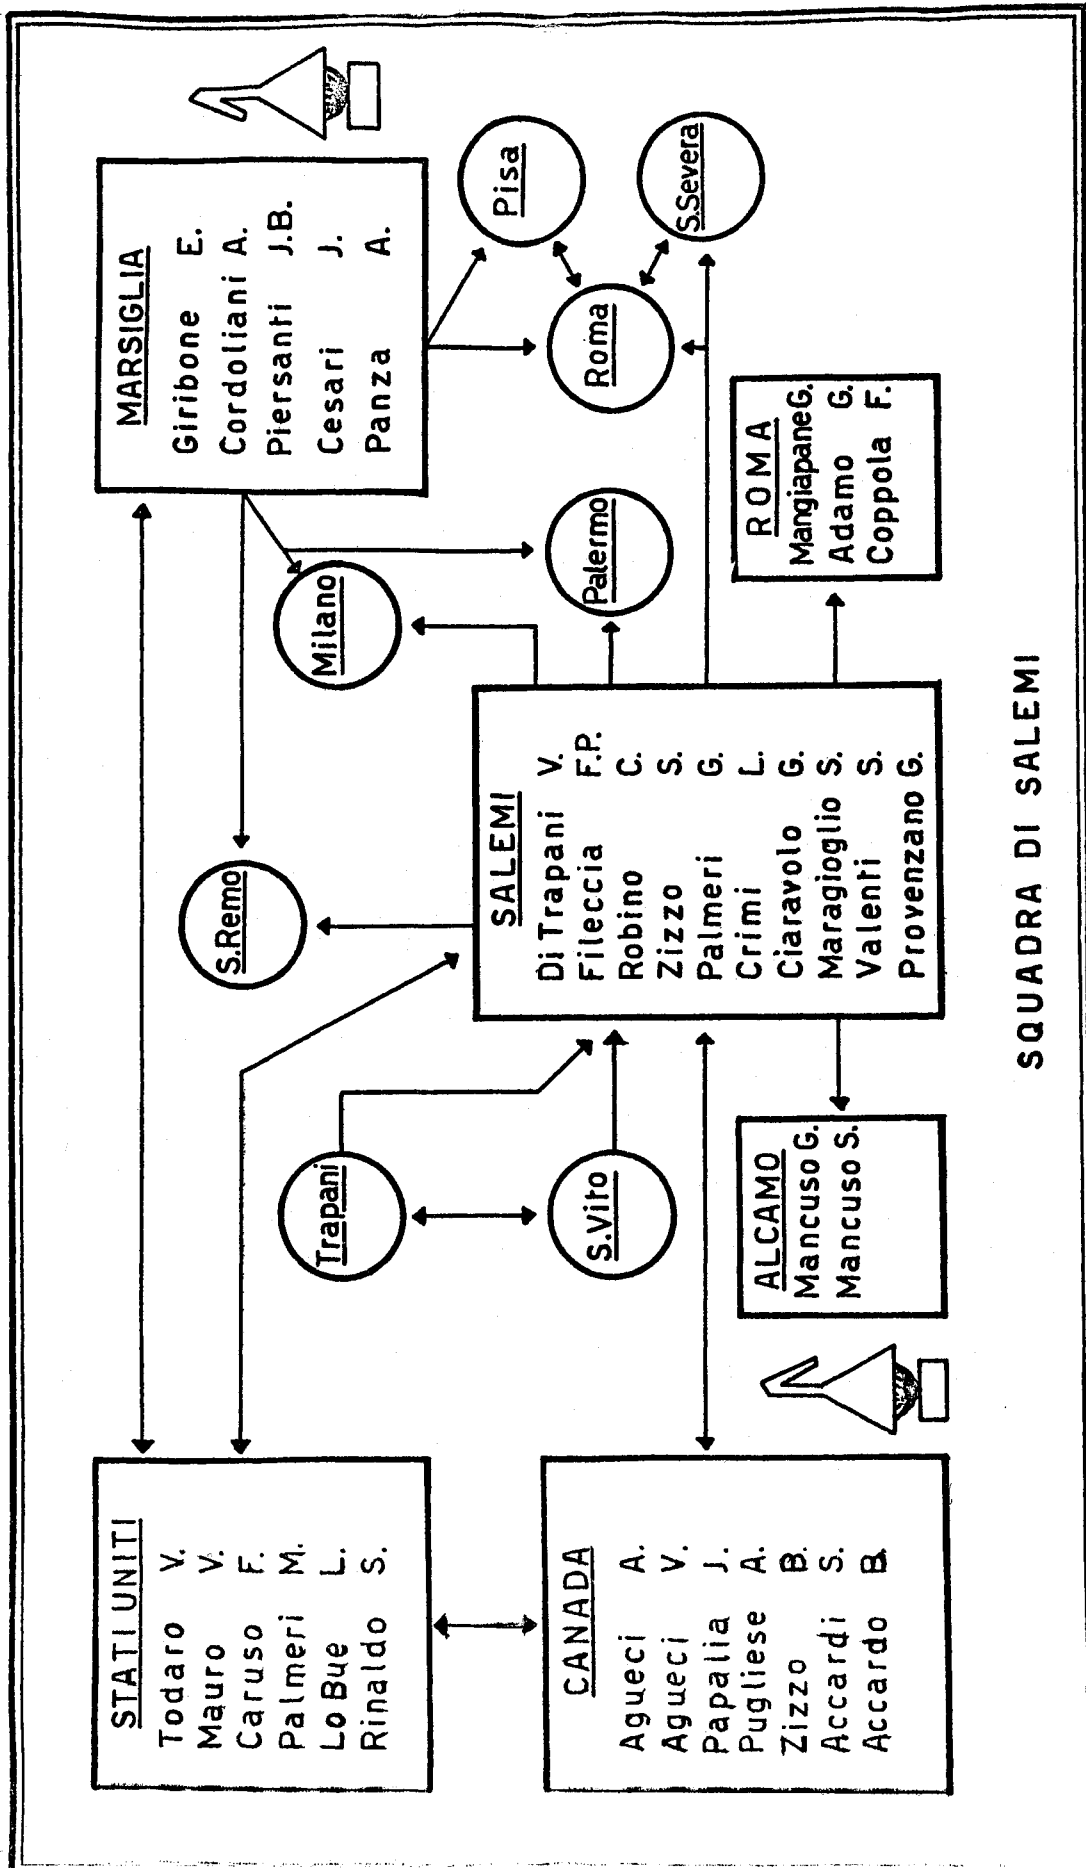 STATI UNITI
Todaro V.
Mauro V.
Caruso F.
Palmeri M.
Lo Bue L.
Rinaldo S.
CANADA
Agueci A.
Agueci V.
Papalia J.
Pugliese A.
Zizzo B.
Accardi S.
Accardo B.
Trapani
S.Vito
ALCAMO
Mancuso G.
Mancuso S.
S.Remo
SALEMI
Di Trapani V.
Fileccia F.P.
Robino C.
Zizzo S.
Palmeri G.
Crimi L.
Ciaravolo G.
Maragioglio S.
Valenti S.
Provenzano G.
Milano
Palermo
MARSIGLIA
Giribone E.
Cordoliani A.
Piersanti J.B.
Cesari J.
Panza A.
Roma
Pisa
S.Severa
ROMA
Mangiapane G.
Adamo G.
Coppola F.
SQUADRA DI SALEMI